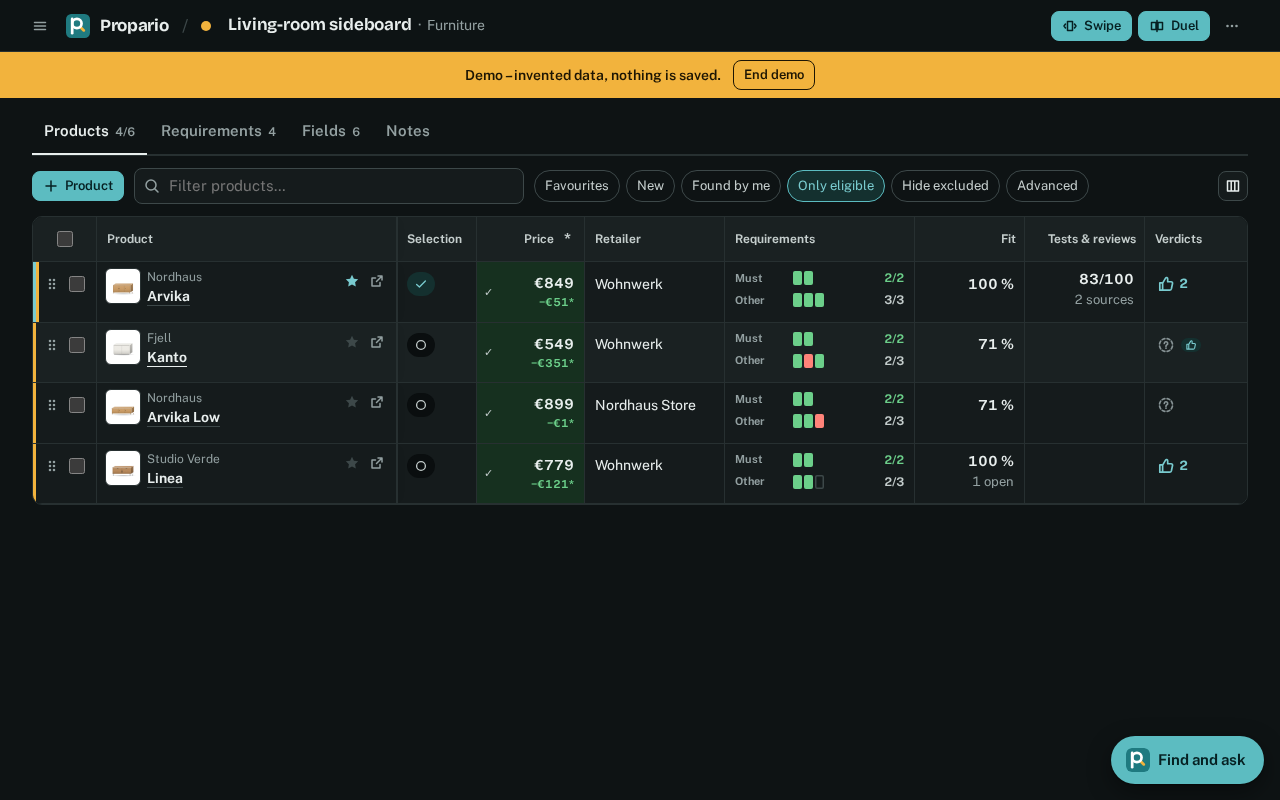 Propario / Living-room sideboard · Furniture
Swipe
Duel
Demo – invented data, nothing is saved. End demo
Products 4/6 Requirements 4 Fields 6 Notes
Product
Filter products...
Favourites New Found by me Only eligible Hide excluded Advanced
Product Selection Price * Retailer Requirements Fit Tests & reviews Verdicts
Nordhaus
Arvika
✓ €849
−€51*
Wohnwerk
Must 2/2
Other 3/3
100 %
83/100
2 sources
2
Fjell
Kanto
✓ €549
−€351*
Wohnwerk
Must 2/2
Other 2/3
71 %
Nordhaus
Arvika Low
✓ €899
−€1*
Nordhaus Store
Must 2/2
Other 2/3
71 %
Studio Verde
Linea
✓ €779
−€121*
Wohnwerk
Must 2/2
Other 2/3
100 %
1 open
2
Find and ask